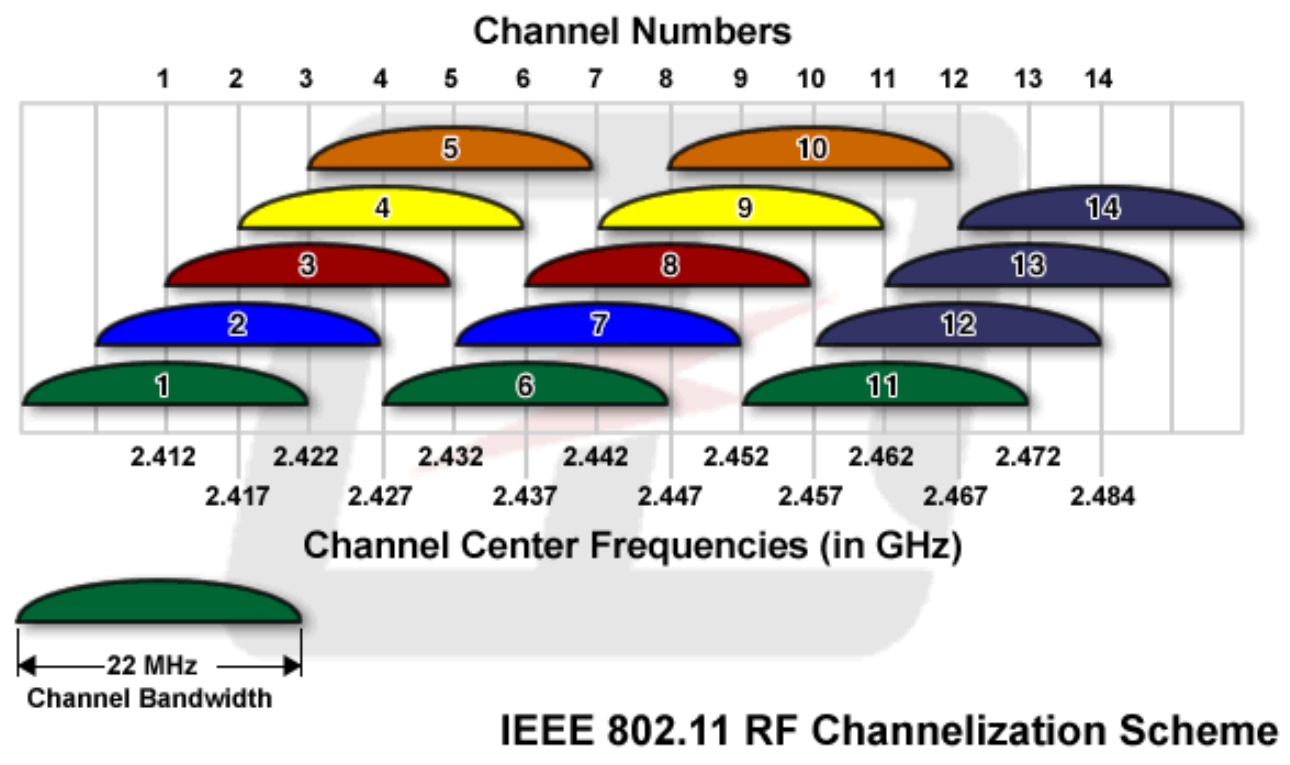 Channel Numbers
1 2 3 4 5 6 7 8 9 10 11 12 13 14
5 10
4 9 14
3 8 13
2 7 12
1 6 11
2.412 2.422 2.432 2.442 2.452 2.462 2.472
2.417 2.427 2.437 2.447 2.457 2.467 2.484
Channel Center Frequencies (in GHz)
22 MHz
Channel Bandwidth
IEEE 802.11 RF Channelization Scheme